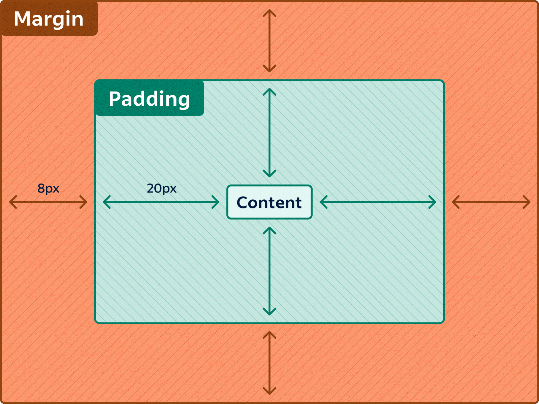 Margin
Padding
8px
20px
Content